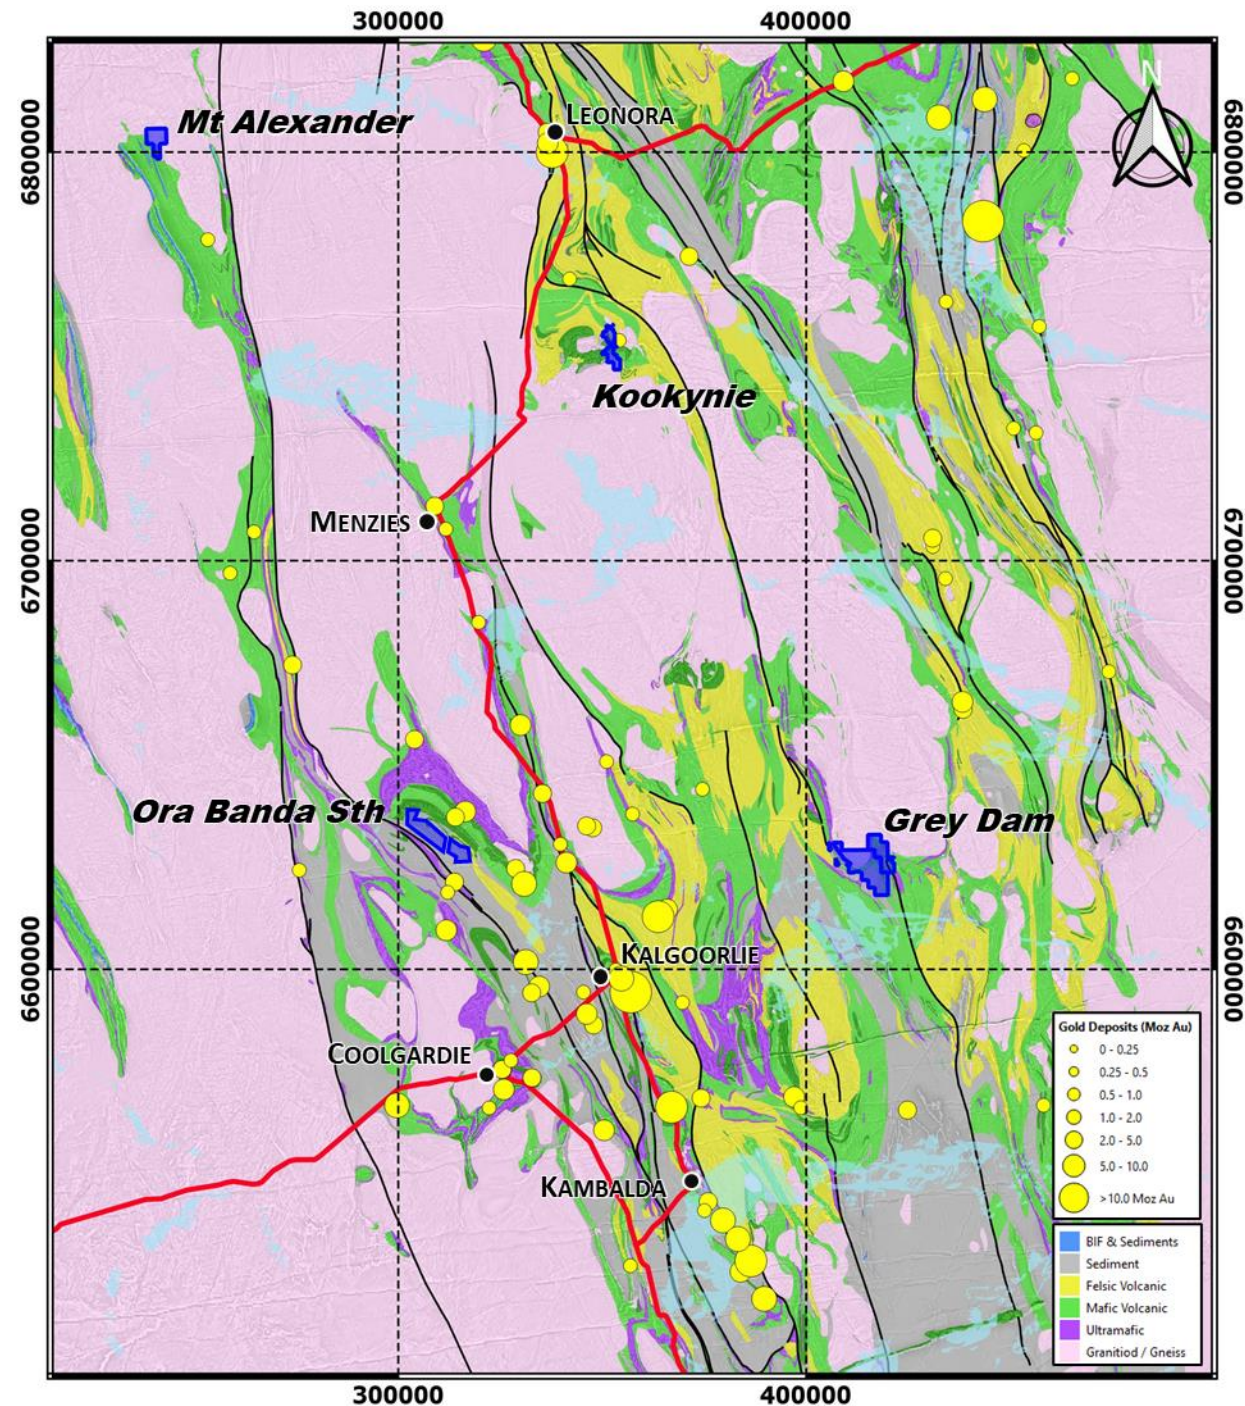 300000
400000
N
Mt Alexander
LEONORA
6800000
6800000
Kookynie
MENZIES
6700000
6700000
Ora Banda Sth
Grey Dam
KALGOORLIE
6600000
6600000
COOLGARDIE
KAMBALDA
Gold Deposits (Moz Au)
0 - 0.25
0.25 - 0.5
0.5 - 1.0
1.0 - 2.0
2.0 - 5.0
5.0 - 10.0
>10.0 Moz Au
BIF & Sediments
Sediment
Felsic Volcanic
Mafic Volcanic
Ultramafic
Granitiod / Gneiss
300000
400000